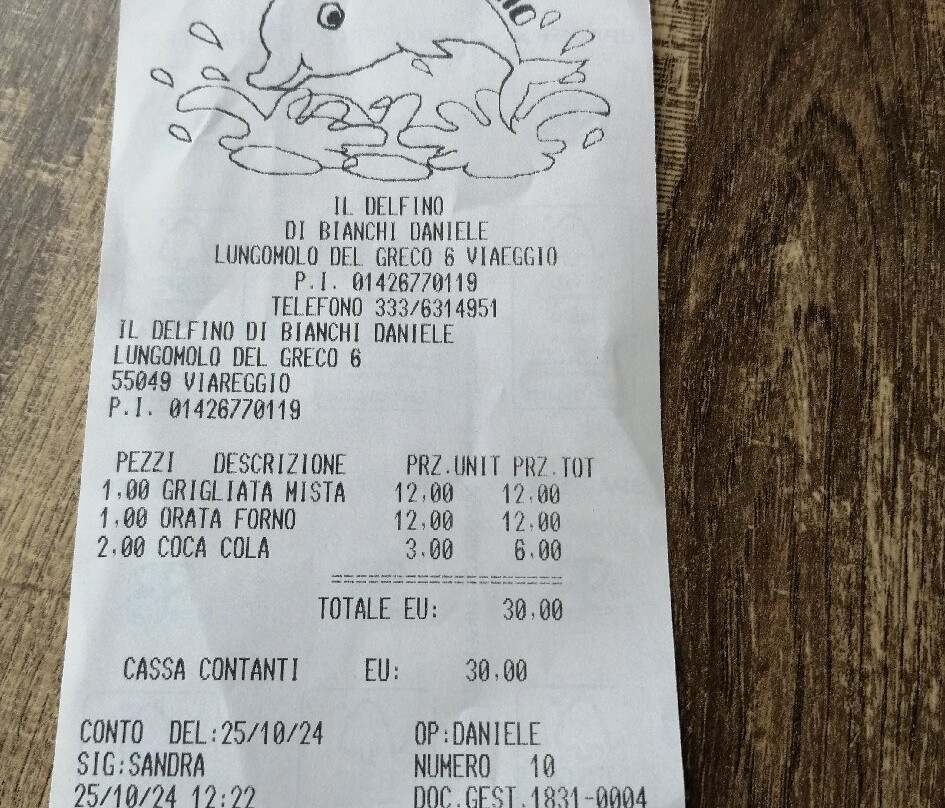 IL DELFINO
DI BIANCHI DANIELE
LUNGOMOLO DEL GRECO 6 VIAEGGIO
P.I. 01426770119
TELEFONO 333/6314951
IL DELFINO DI BIANCHI DANIELE
LUNGOMOLO DEL GRECO 6
55049 VIAREGGIO
P.I. 01426770119
PEZZI DESCRIZIONE PRZ.UNIT PRZ.TOT
1,00 GRIGLIATA MISTA 12,00 12,00
1,00 ORATA FORNO 12,00 12,00
2,00 COCA COLA 3,00 6,00
==============================
TOTALE EU: 30,00
CASSA CONTANTI EU: 30,00
CONTO DEL:25/10/24 OP:DANIELE
SIG:SANDRA NUMERO 10
25/10/24 12:22 DOC.GEST.1831-0004